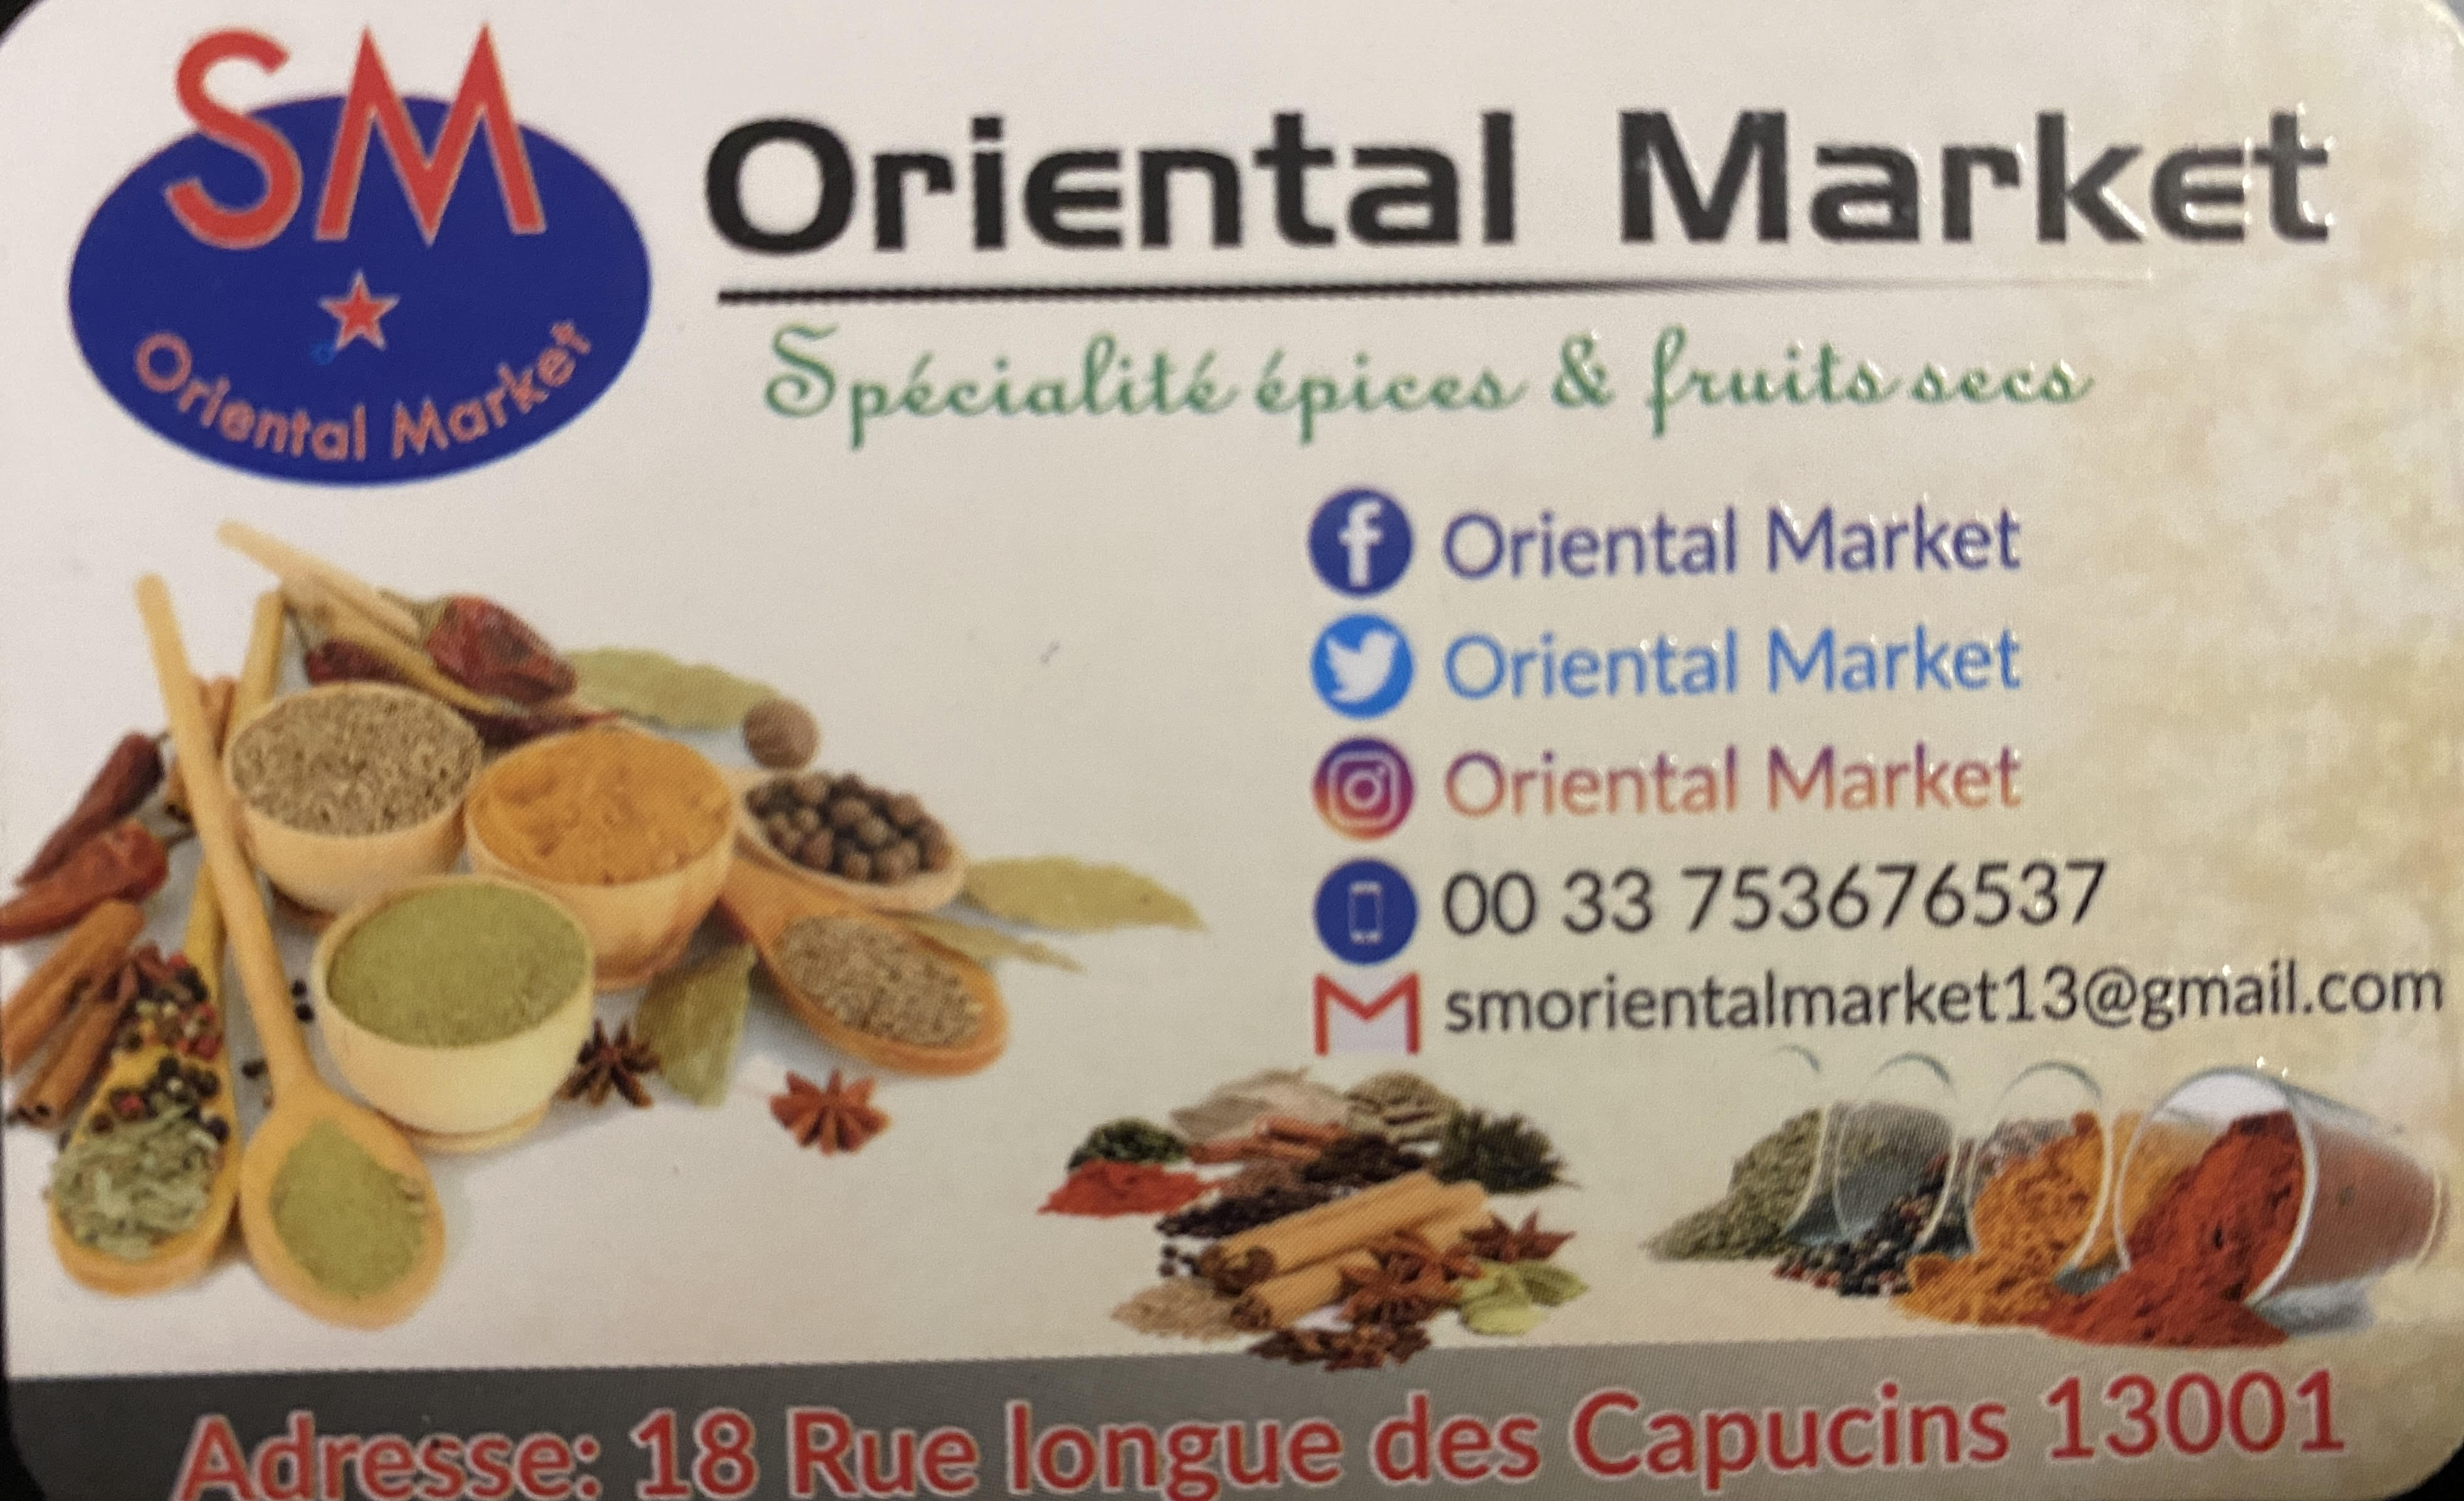 SM
Oriental Market
Oriental Market
Spécialité épices & fruits secs
Oriental Market
Oriental Market
Oriental Market
00 33 753676537
smorientalmarket13@gmail.com
Adresse: 18 Rue longue des Capucins 13001